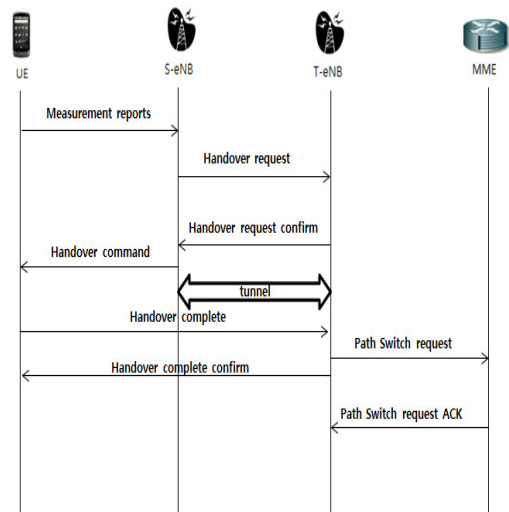 UE
S-eNB
T-eNB
MME
Measurement reports
Handover request
Handover request confirm
Handover command
tunnel
Handover complete
Path Switch request
Handover complete confirm
Path Switch request ACK